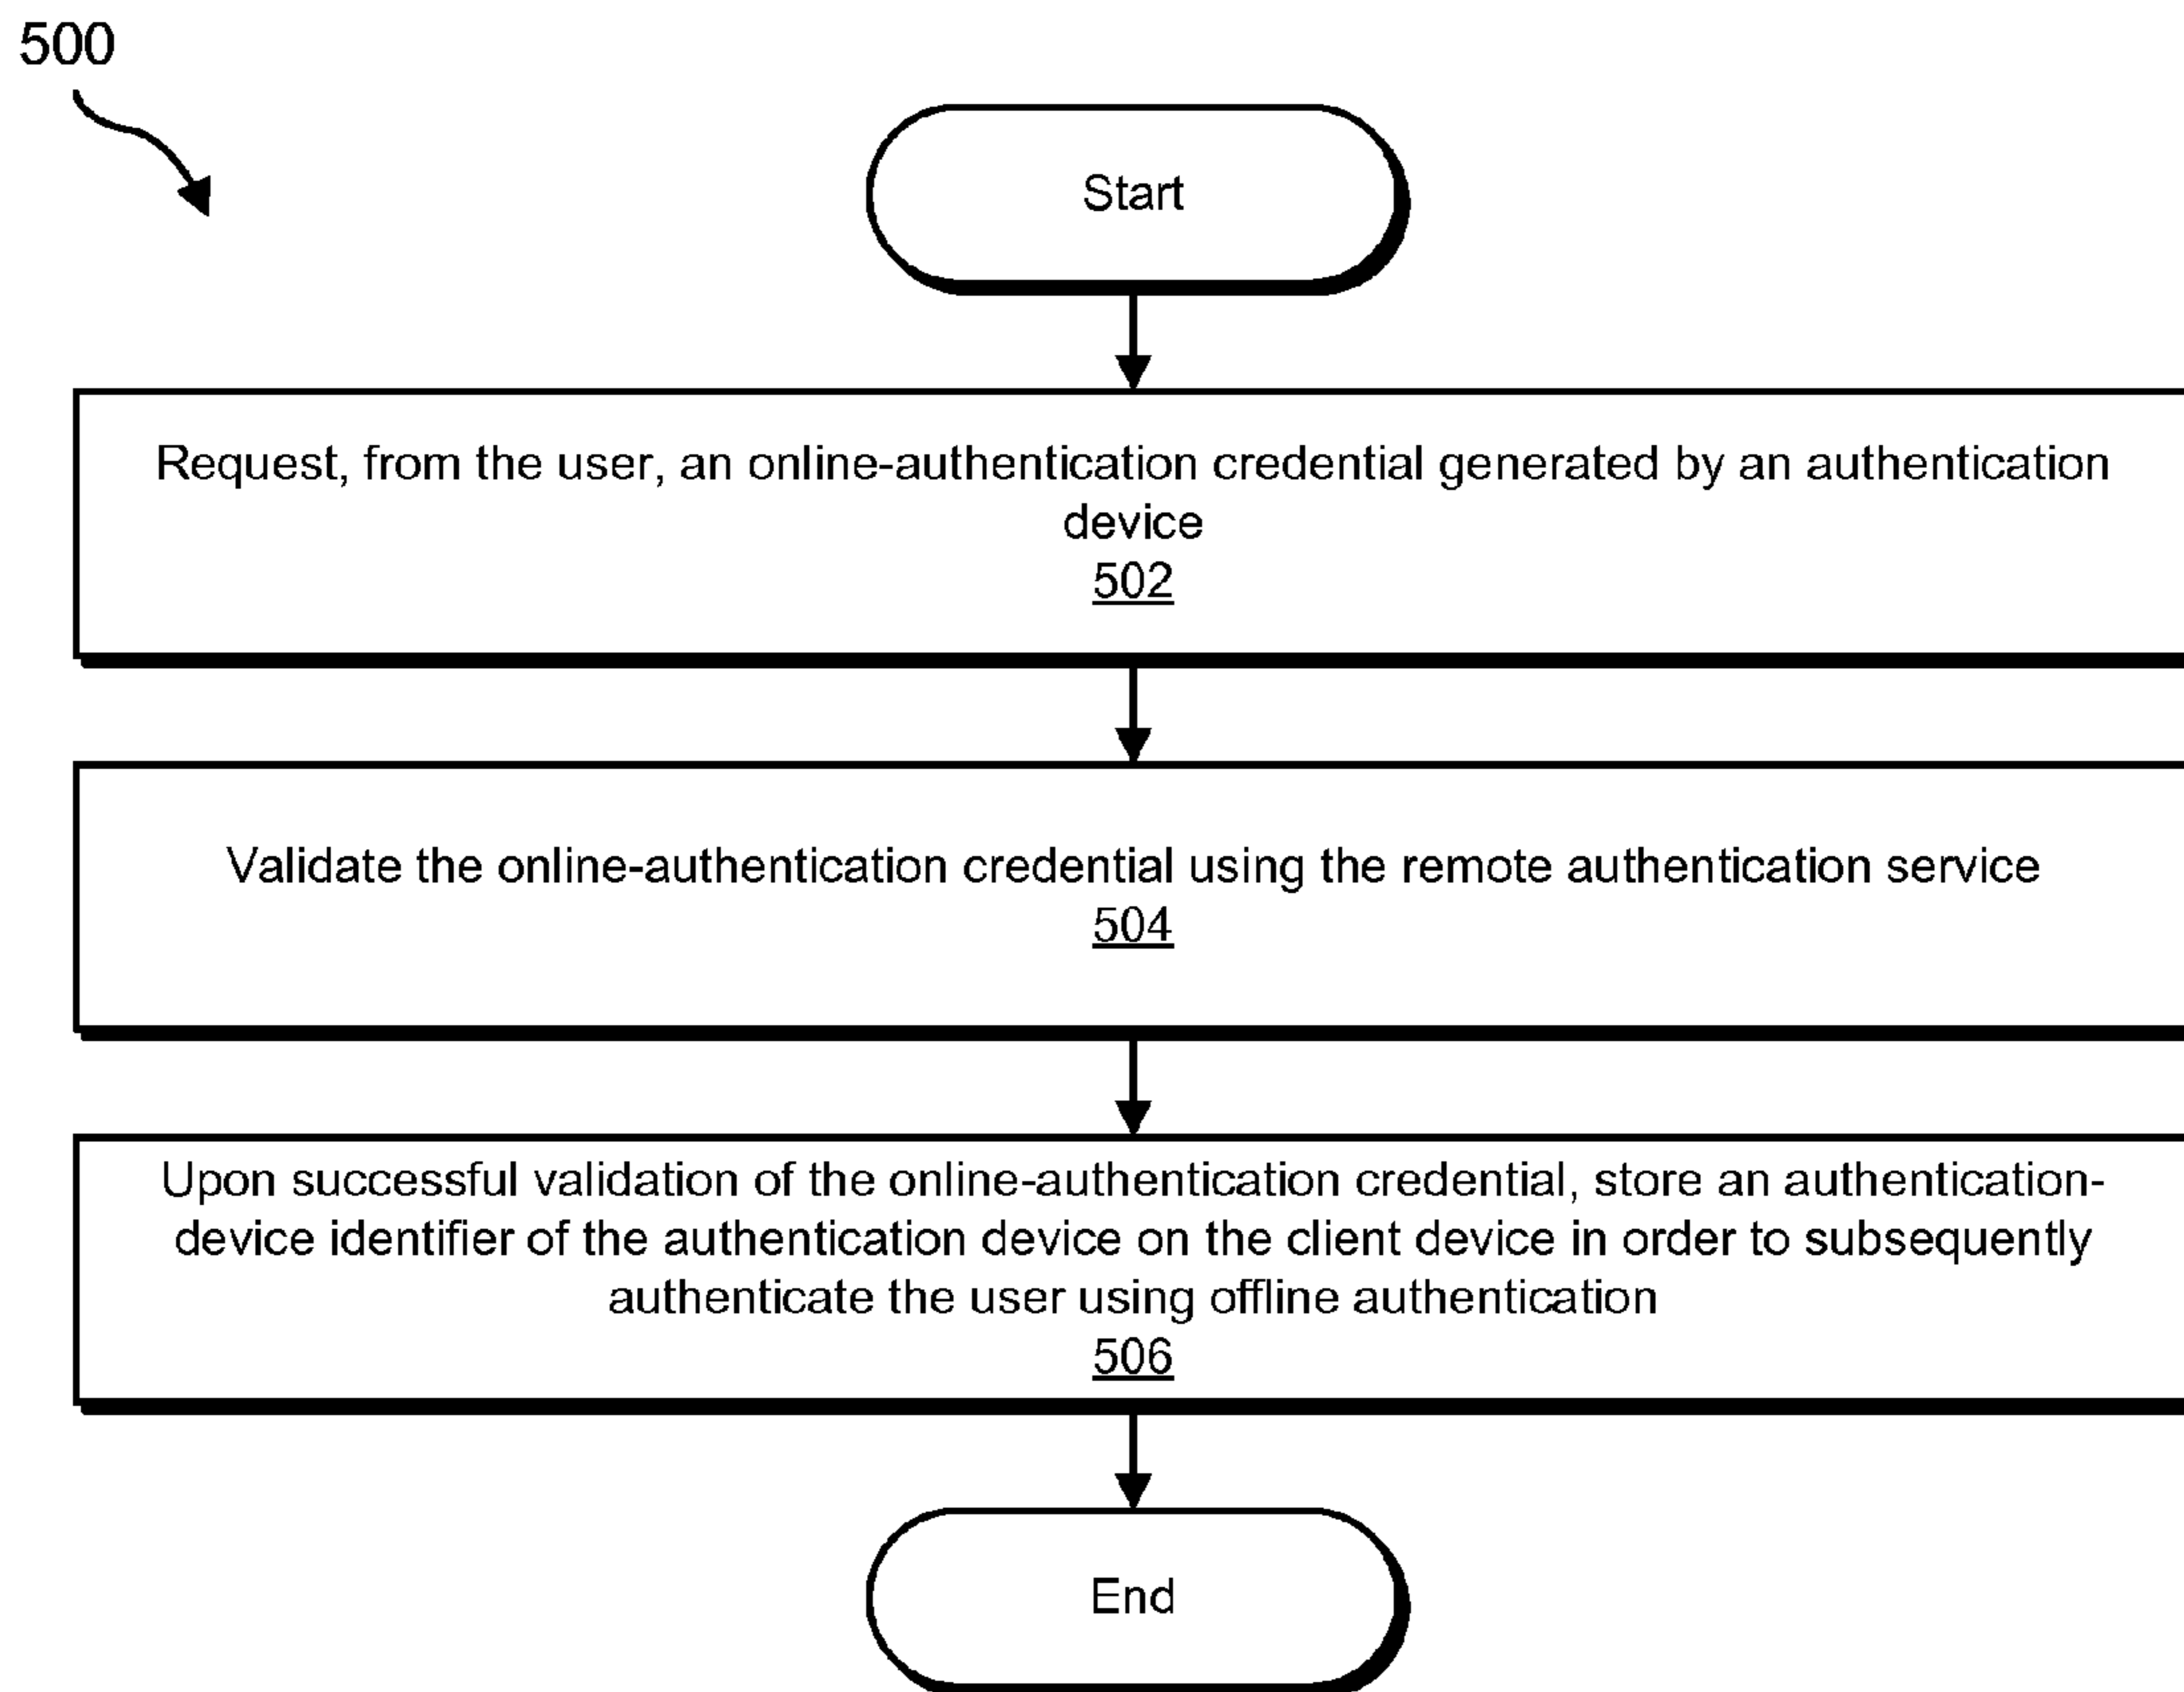 500
Start
Request, from the user, an online-authentication credential generated by an authentication
device
502
Validate the online-authentication credential using the remote authentication service
504
Upon successful validation of the online-authentication credential, store an authentication-
device identifier of the authentication device on the client device in order to subsequently
authenticate the user using offline authentication
506
End